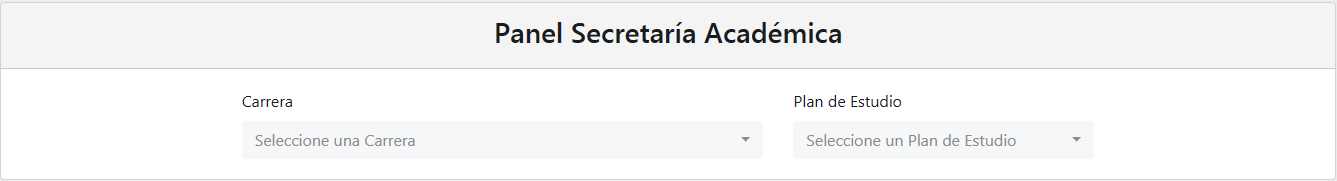 Panel Secretaría Académica
Carrera
Plan de Estudio
Seleccione una Carrera
Seleccione un Plan de Estudio